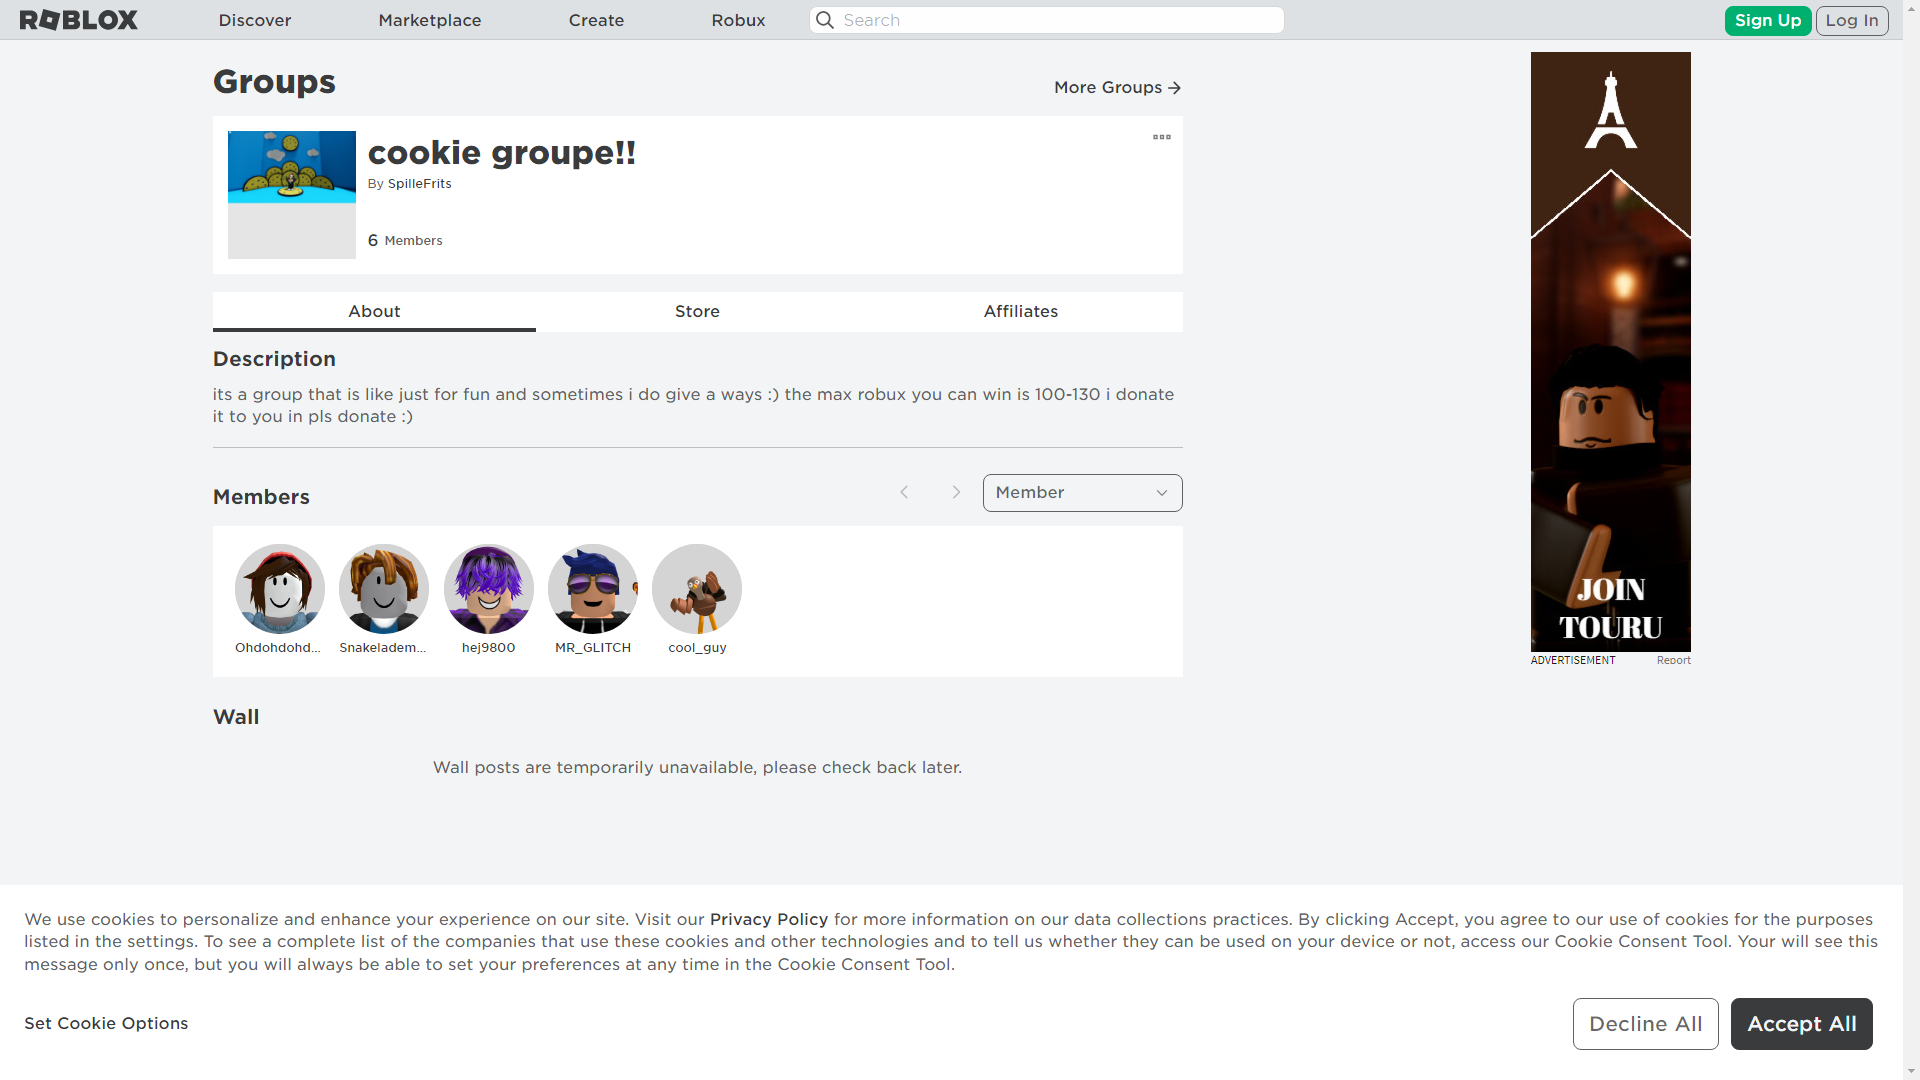 ROBLOX
Discover
Marketplace
Create
Robux
Search
Sign Up
Log In
Groups
More Groups
cookie groupe!!
By SpilleFrits
6 Members
About
Store
Affiliates
Description
its a group that is like just for fun and sometimes i do give a ways :) the max robux you can win is 100-130 i donate
it to you in pls donate :)
Members
Member
Ohdohdohd...
Snakeladem...
hej9800
MR_GLITCH
cool_guy
Wall
Wall posts are temporarily unavailable, please check back later.
JOIN
TOURU
ADVERTISEMENT
Report
We use cookies to personalize and enhance your experience on our site. Visit our Privacy Policy for more information on our data collections practices. By clicking Accept, you agree to our use of cookies for the purposes
listed in the settings. To see a complete list of the companies that use these cookies and other technologies and to tell us whether they can be used on your device or not, access our Cookie Consent Tool. Your will see this
message only once, but you will always be able to set your preferences at any time in the Cookie Consent Tool.
Set Cookie Options
Decline All
Accept All